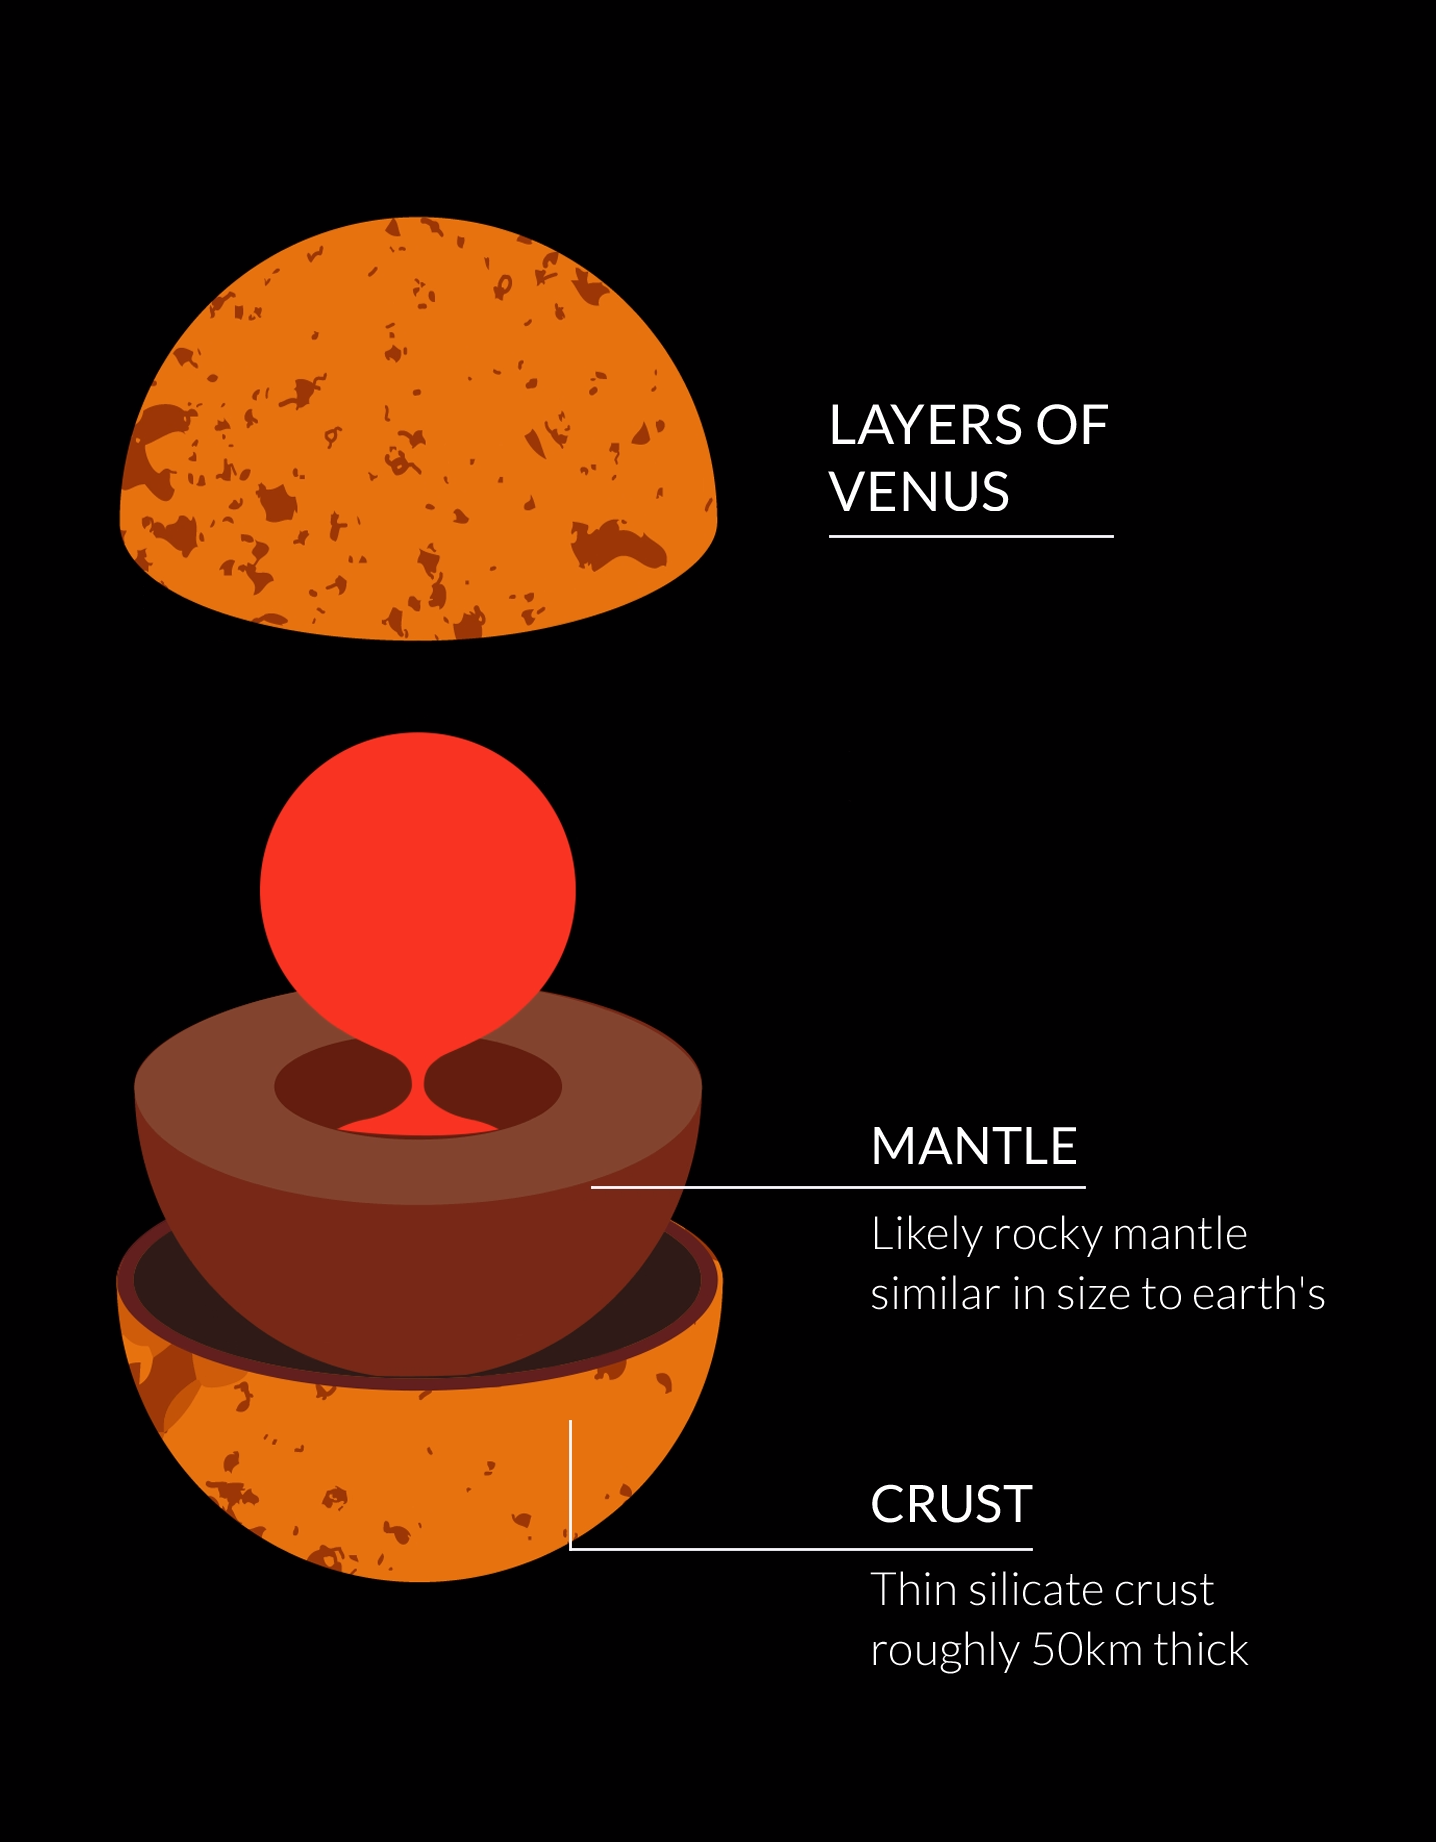 LAYERS OF
VENUS
MANTLE
Likely rocky mantle
similar in size to earth's
CRUST
Thin silicate crust
roughly 50km thick